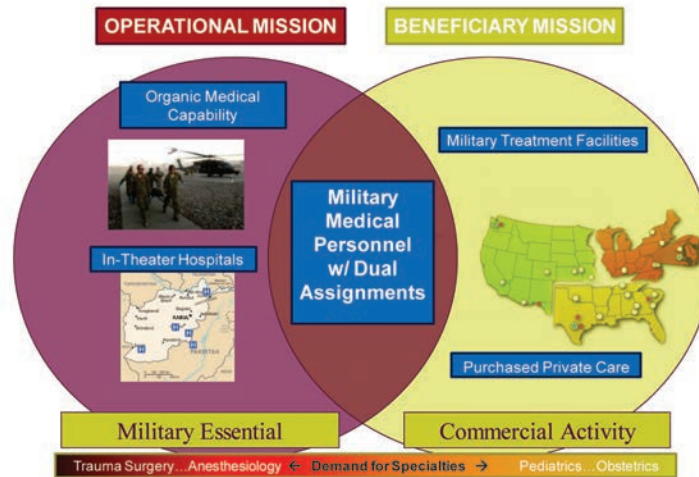 OPERATIONAL MISSION
BENEFICIARY MISSION
Organic Medical
Capability
Military Treatment Facilities
Military
Medical
Personnel
w/ Dual
Assignments
In-Theater Hospitals
Purchased Private Care
Military Essential
Commercial Activity
Trauma Surgery...Anesthesiology ← Demand for Specialties → Pediatrics...Obstetrics